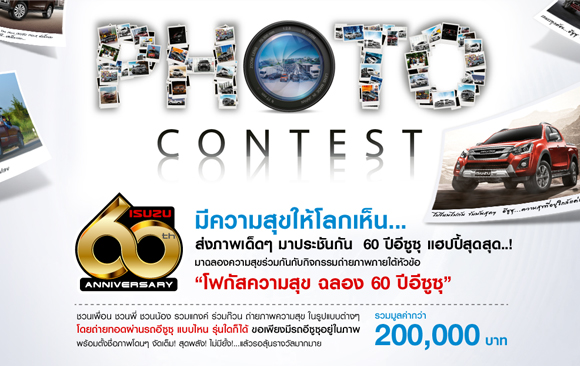 PHOTO
CONTEST
ISUZU
60th
ANNIVERSARY
มีความสุขให้โลกเห็น...
ส่งภาพเด็ดๆ มาประชันกัน 60 ปีอีซูซุ แฮปปี้สุดสุด..!
มาฉลองความสุขร่วมกันกับกิจกรรมถ่ายภาพภายใต้หัวข้อ
“โฟกัสความสุข ฉลอง 60 ปีอีซูซุ”
ชวนเพื่อน ชวนพี่ ชวนน้อง รวมแกงค์ ร่วมก๊วน ถ่ายภาพความสุข ในรูปแบบต่างๆ
โดยถ่ายทอดผ่านรถอีซูซุ แบบไหน รุ่นใดก็ได้ ขอเพียงมีรถอีซูซุอยู่ในภาพ
พร้อมตั้งชื่อภาพโดนๆ จัดเต็ม! สุดพลัง! ไม่มียั้ง!...แล้วรอลุ้นรางวัลมากมาย
รวมมูลค่ากว่า
200,000 บาท